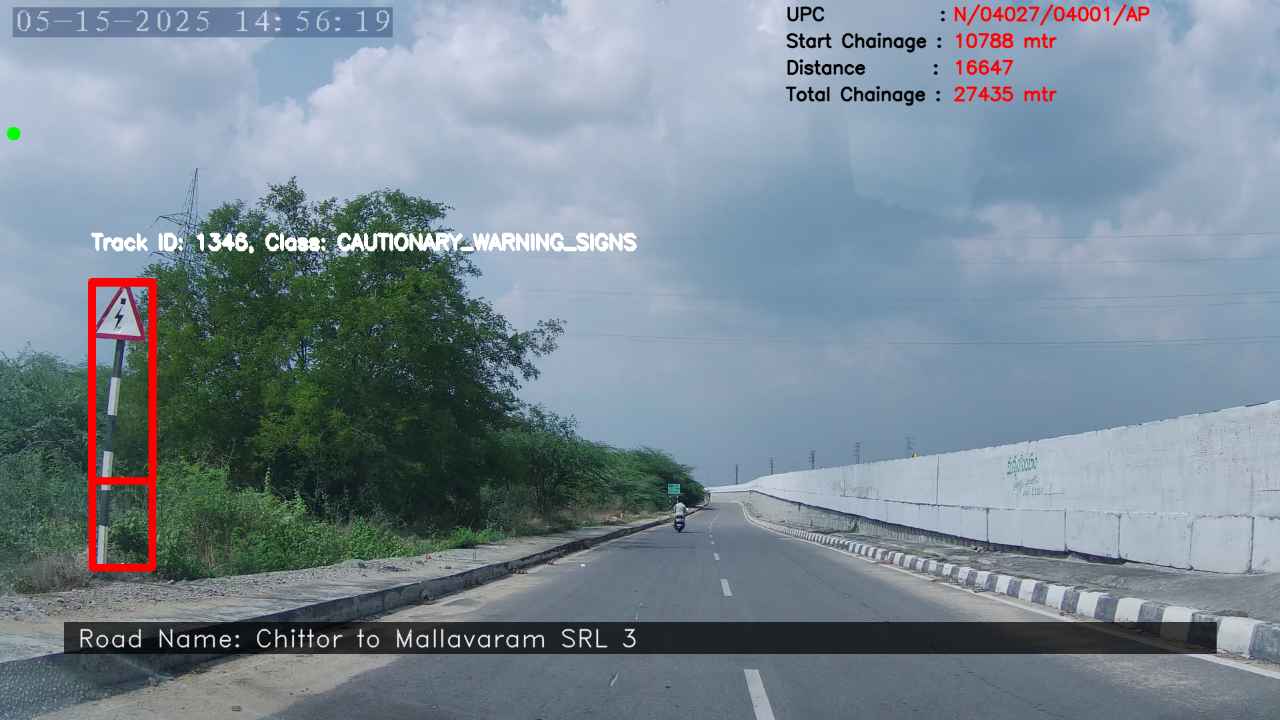 05-15-2025 14:56:19
UPC : N/04027/04001/AP
Start Chainage : 10788 mtr
Distance : 16647
Total Chainage : 27435 mtr
Track ID: 1346, Class: CAUTIONARY_WARNING_SIGNS
Road Name: Chittor to Mallavaram SRL 3